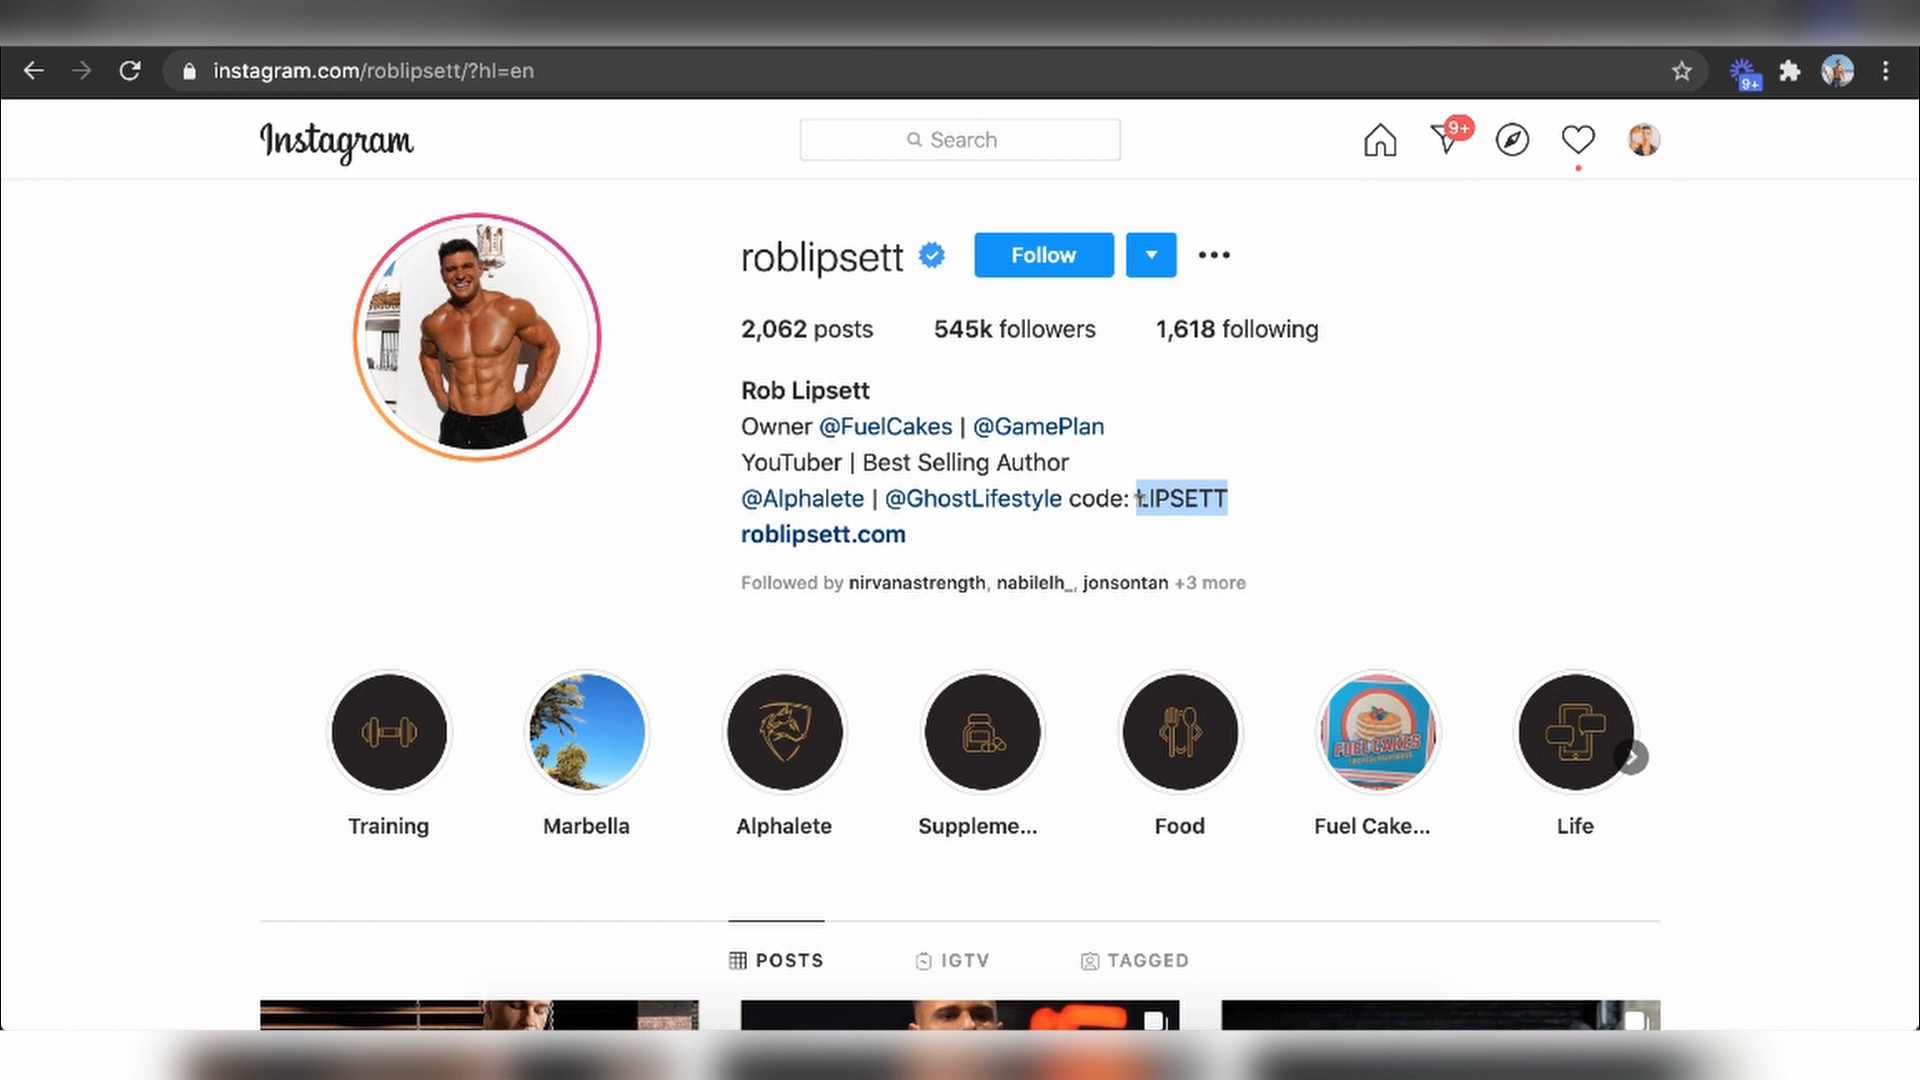 instagram.com/roblipsett/?hl=en
9+
Instagram
Search
9+
roblipsett
Follow
2,062 posts 545k followers 1,618 following
Rob Lipsett
Owner @FuelCakes | @GamePlan
YouTuber | Best Selling Author
@Alphalete | @GhostLifestyle code: LIPSETT
roblipsett.com
Followed by nirvanastrength, nabilelh_, jonsontan +3 more
FUEL CAKES
Training Marbella Alphalete Suppleme... Food Fuel Cake... Life
POSTS IGTV TAGGED